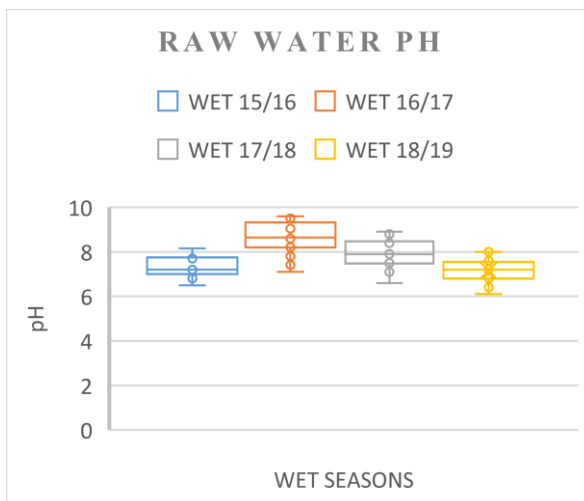 RAW WATER PH
WET 15/16 WET 16/17
WET 17/18 WET 18/19
10
8
6
4
2
0
pH
WET SEASONS